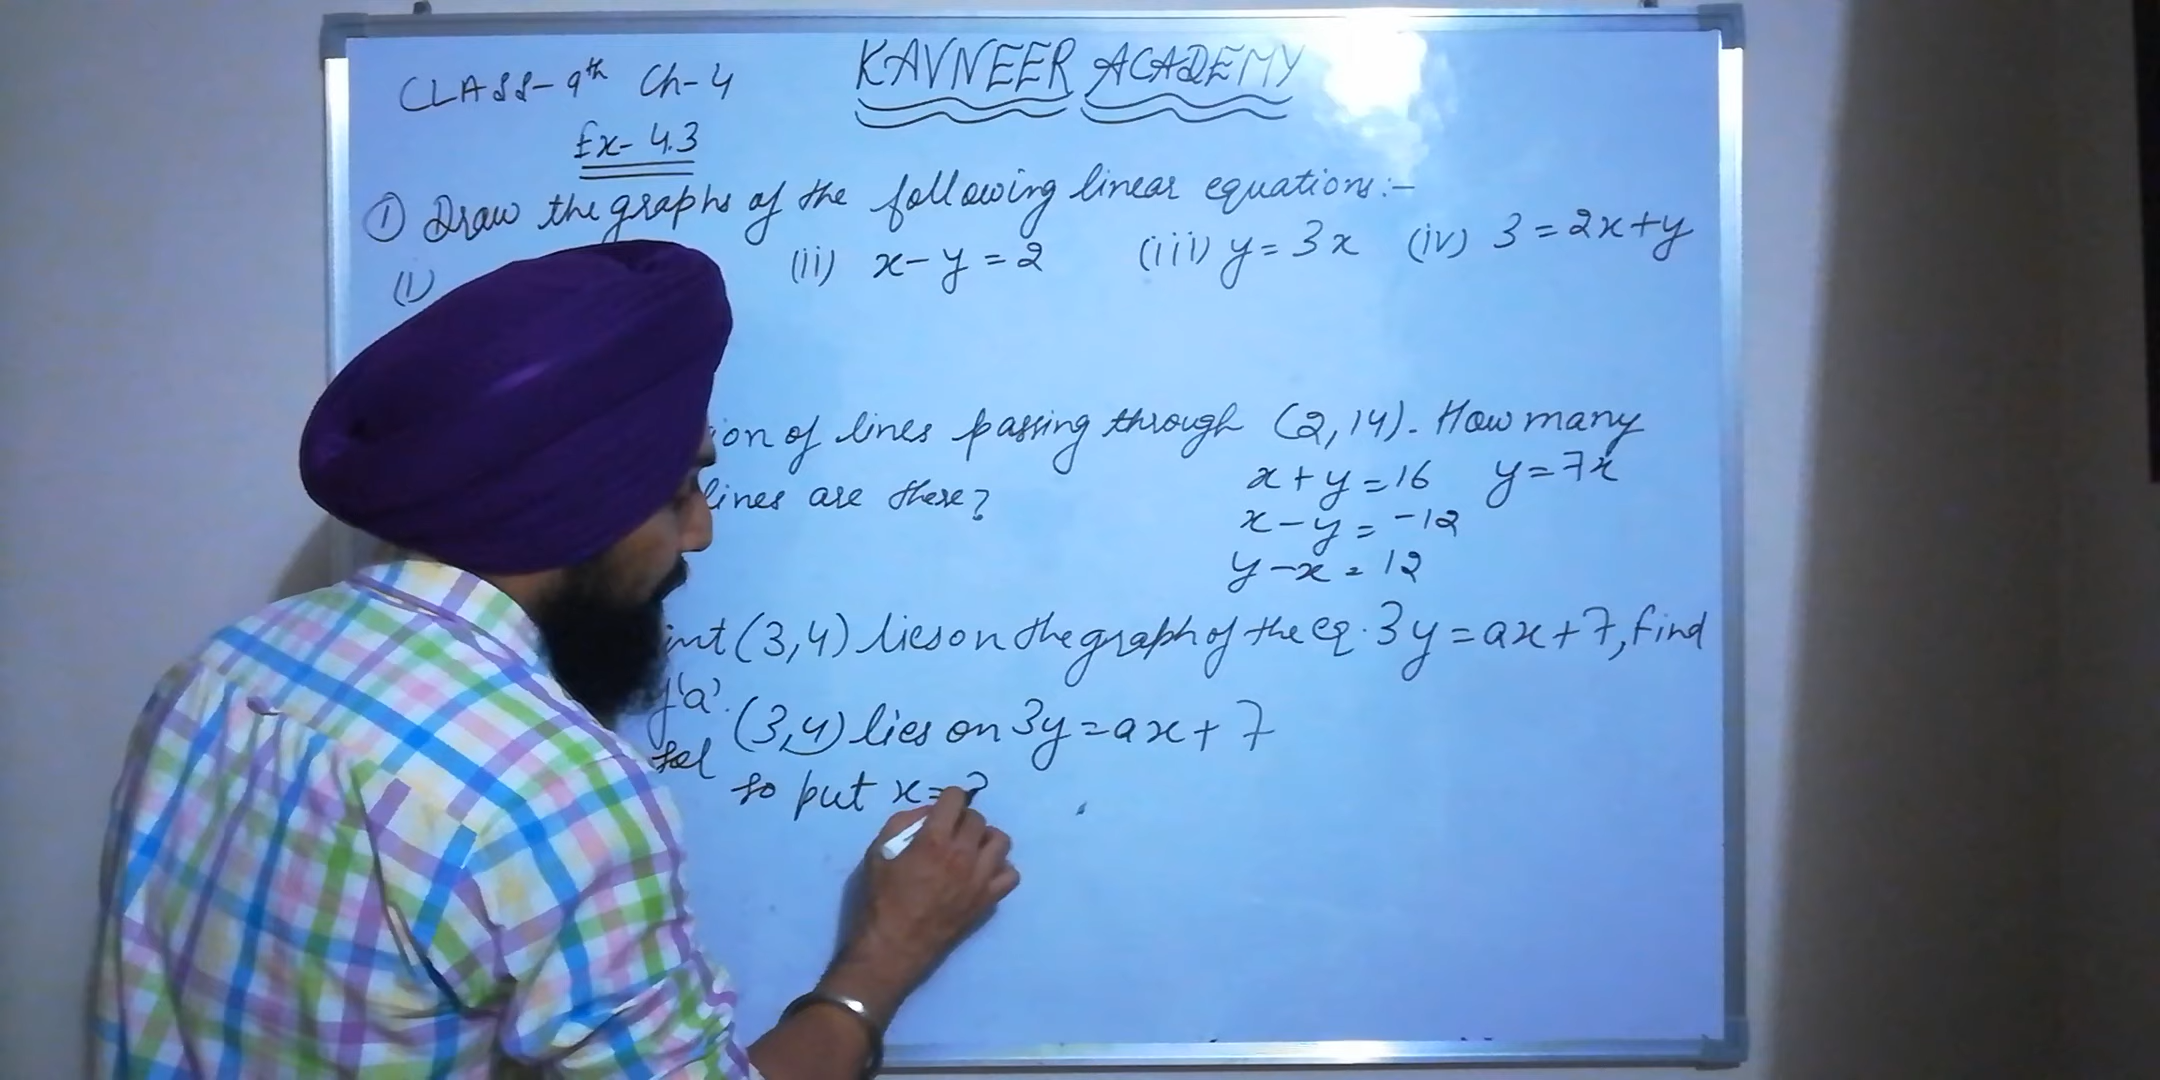 CLASS-9th Ch-4 KAVNEER ACADEMY
Ex- 4.3
① Draw the graphs of the following linear equations:-
(i) (ii) x-y=2 (iii) y=3x (iv) 3=2x+y
ion of lines passing through (2,14). How many
lines are there? x+y=16 y=7x
x-y=-12
y-x=12
int (3,4) lies on the graph of the eq. 3y=ax+7, find
f 'a'.
Sol (3,4) lies on 3y=ax+7
so put x=